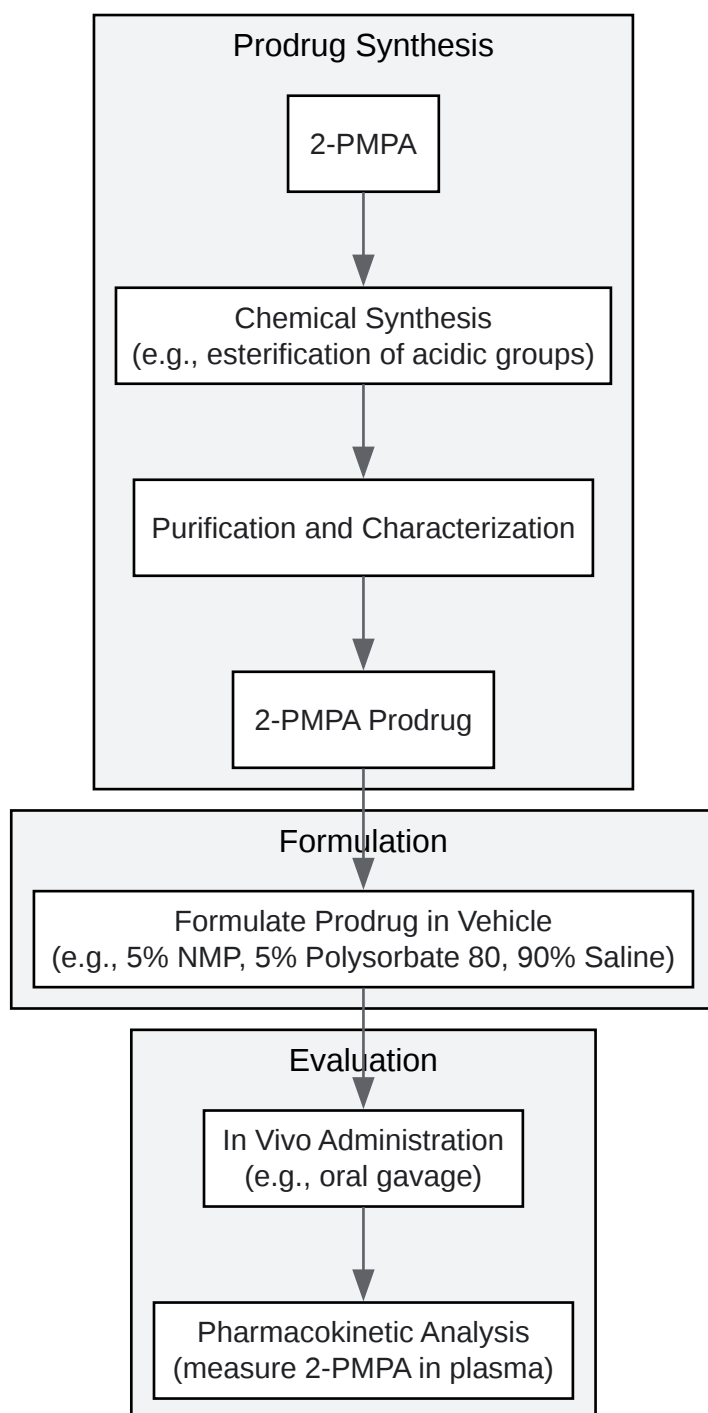 Prodrug Synthesis
2-PMPA
Chemical Synthesis
(e.g., esterification of acidic groups)
Purification and Characterization
2-PMPA Prodrug
Formulation
Formulate Prodrug in Vehicle
(e.g., 5% NMP, 5% Polysorbate 80, 90% Saline)
Evaluation
In Vivo Administration
(e.g., oral gavage)
Pharmacokinetic Analysis
(measure 2-PMPA in plasma)